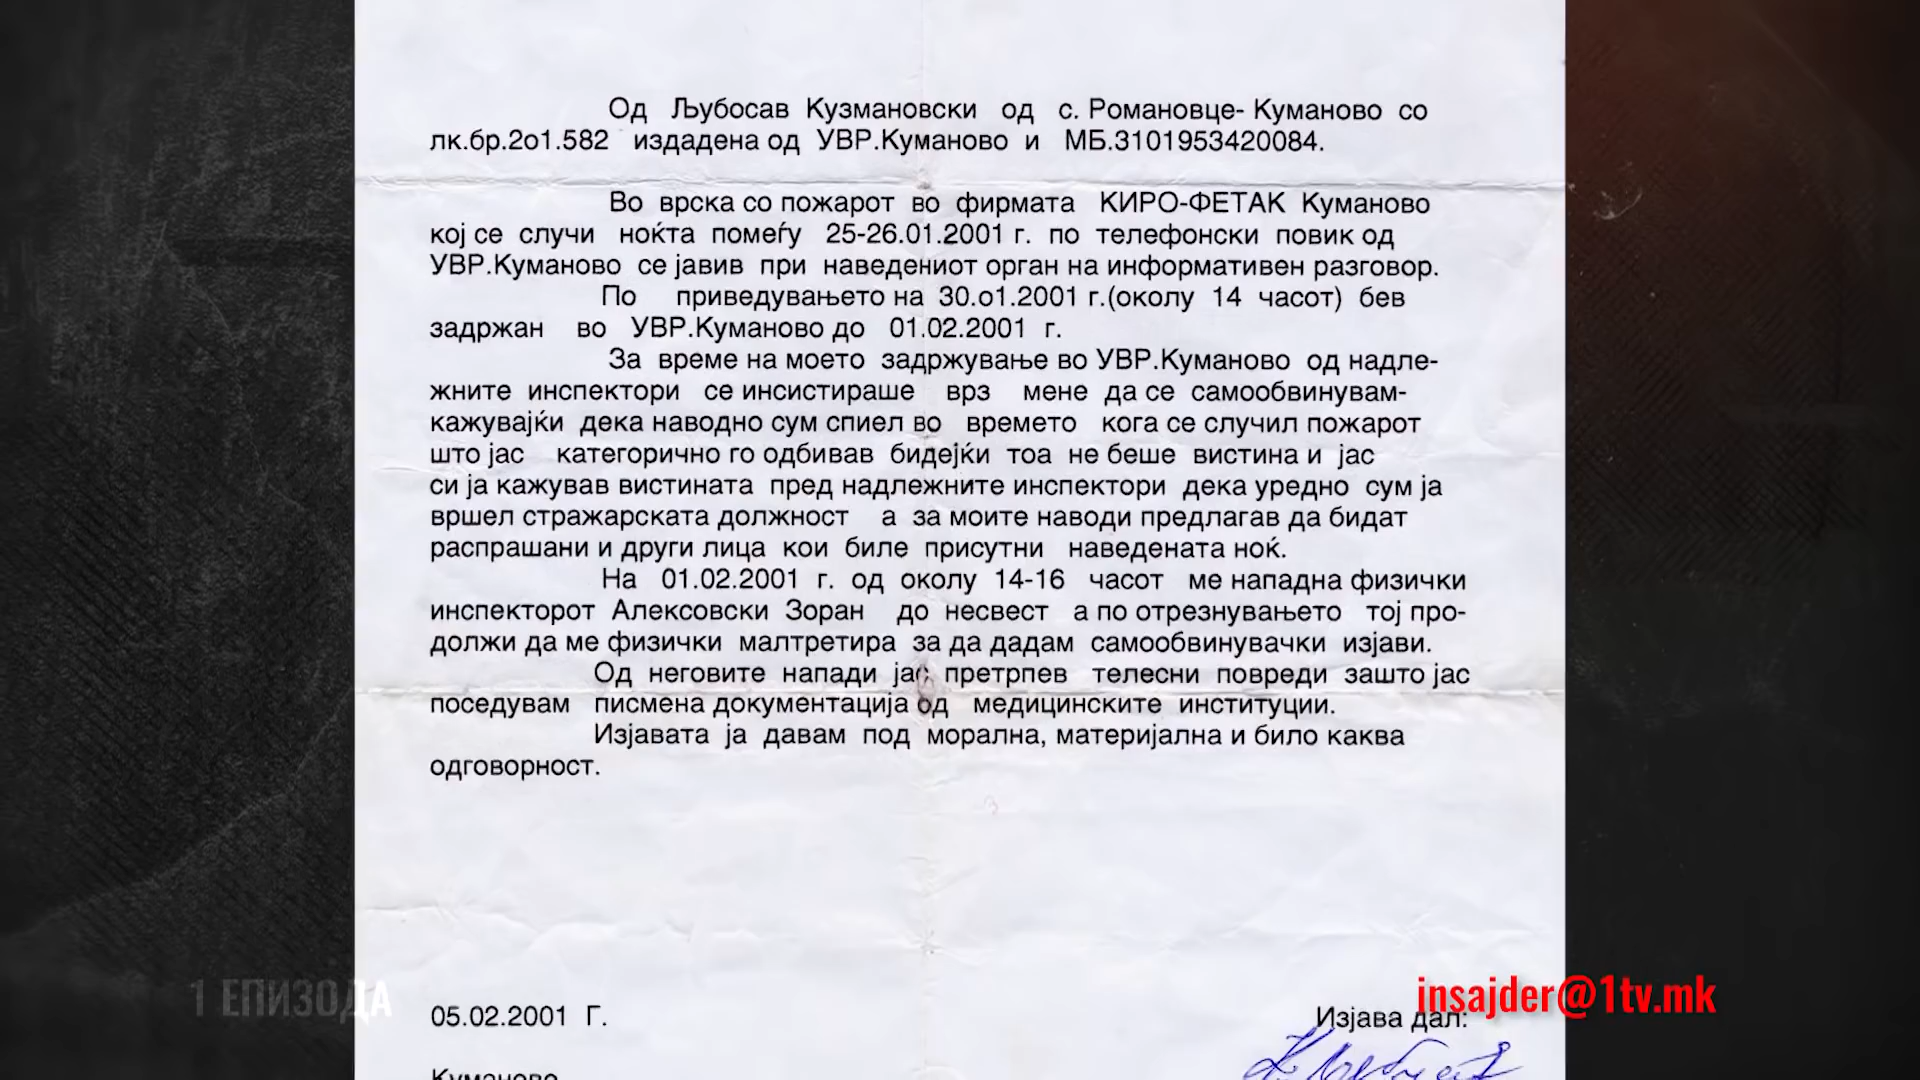 Од Љубосав Кузмановски од с. Романовце- Куманово со
лк.бр.2о1.582 издадена од УВР.Куманово и МБ.3101953420084.
Во врска со пожарот во фирмата КИРО-ФЕТАК Куманово
кој се случи ноќта помеѓу 25-26.01.2001 г. по телефонски повик од
УВР.Куманово се јавив при наведениот орган на информативен разговор.
По приведувањето на 30.о1.2001 г.(околу 14 часот) бев
задржан во УВР.Куманово до 01.02.2001 г.
За време на моето задржување во УВР.Куманово од надле-
жните инспектори се инсистираше врз мене да се самообвинувам-
кажувајќи дека наводно сум спиел во времето кога се случил пожарот
што јас категорично го одбивав бидејќи тоа не беше вистина и јас
си ја кажував вистината пред надлежните инспектори дека уредно сум ја
вршел стражарската должност а за моите наводи предлагав да бидат
распрашани и други лица кои биле присутни наведената ноќ.
На 01.02.2001 г. од околу 14-16 часот ме нападна физички
инспекторот Алексовски Зоран до несвест а по отрезнувањето тој про-
должи да ме физички малтретира за да дадам самообвинувачки изјави.
Од неговите напади јас претрпев телесни повреди зашто јас
поседувам писмена документација од медицинските институции.
Изјавата ја давам под морална, материјална и било каква
одговорност.
1 ЕПИЗОДА
insajder@1tv.mk
05.02.2001 Г.
Изјава дал:
Куманово